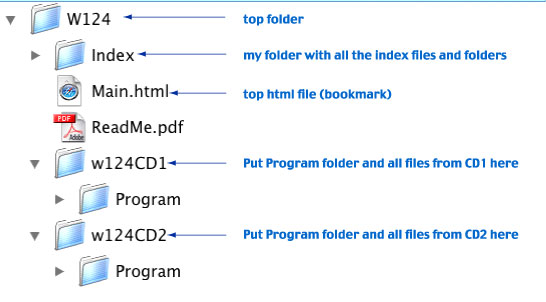 W124 top folder
Index my folder with all the index files and folders
Main.html top html file (bookmark)
PDF
Adobe
ReadMe.pdf
w124CD1 Put Program folder and all files from CD1 here
Program
w124CD2 Put Program folder and all files from CD2 here
Program